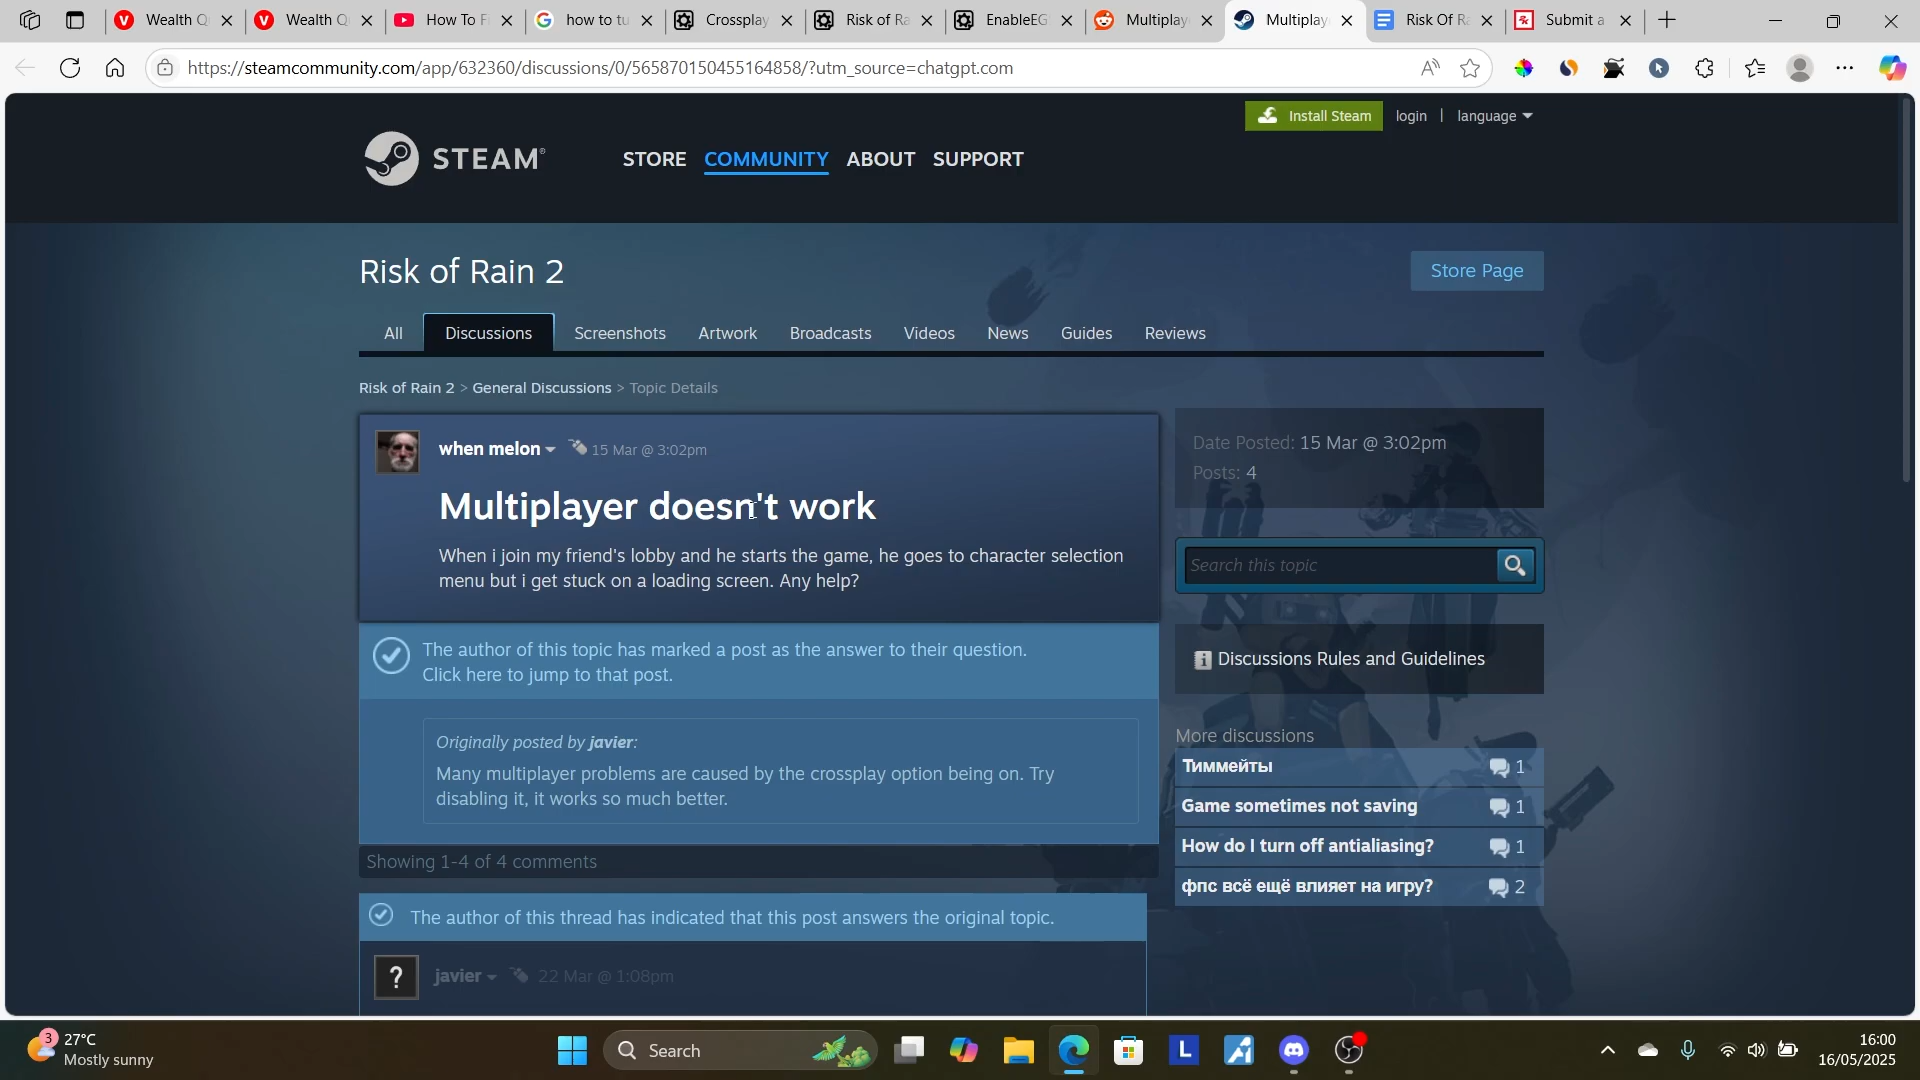 Wealth Q
Wealth Q
How To F
how to tu
Crossplay
Risk of Ra
EnableEG
Multiplay
Multiplay
Risk Of Ra
Submit a
https://steamcommunity.com/app/632360/discussions/0/565870150455164858/?utm_source=chatgpt.com
Install Steam
login
language
STEAM
STORE
COMMUNITY
ABOUT
SUPPORT
Risk of Rain 2
Store Page
All
Discussions
Screenshots
Artwork
Broadcasts
Videos
News
Guides
Reviews
Risk of Rain 2 > General Discussions > Topic Details
when melon
15 Mar @ 3:02pm
Multiplayer doesn't work
When i join my friend's lobby and he starts the game, he goes to character selection
menu but i get stuck on a loading screen. Any help?
Date Posted: 15 Mar @ 3:02pm
Posts: 4
Search this topic
Discussions Rules and Guidelines
The author of this topic has marked a post as the answer to their question.
Click here to jump to that post.
Originally posted by javier:
Many multiplayer problems are caused by the crossplay option being on. Try
disabling it, it works so much better.
More discussions
Тиммейты
1
Game sometimes not saving
1
How do I turn off antialiasing?
1
фпс всё ещё влияет на игру?
2
Showing 1-4 of 4 comments
The author of this thread has indicated that this post answers the original topic.
?
javier
22 Mar @ 1:08pm
3
27°C
Mostly sunny
Search
L
16:00
16/05/2025